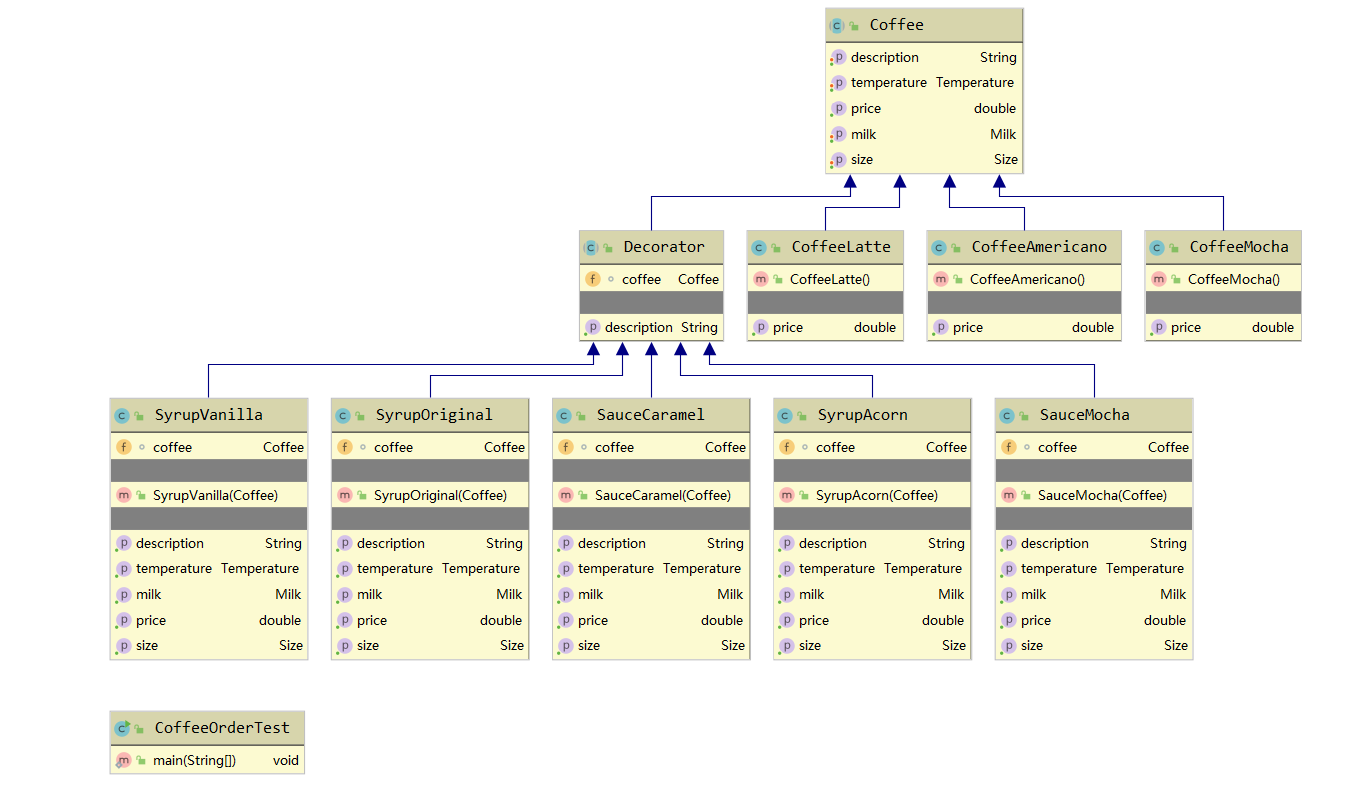 Coffee
description String
temperature Temperature
price double
milk Milk
size Size
Decorator
coffee Coffee
description String
CoffeeLatte
CoffeeLatte()
price double
CoffeeAmericano
CoffeeAmericano()
price double
CoffeeMocha
CoffeeMocha()
price double
SyrupVanilla
coffee Coffee
SyrupVanilla(Coffee)
description String
temperature Temperature
milk Milk
price double
size Size
SyrupOriginal
coffee Coffee
SyrupOriginal(Coffee)
description String
temperature Temperature
milk Milk
price double
size Size
SauceCaramel
coffee Coffee
SauceCaramel(Coffee)
description String
temperature Temperature
milk Milk
price double
size Size
SyrupAcorn
coffee Coffee
SyrupAcorn(Coffee)
description String
temperature Temperature
milk Milk
price double
size Size
SauceMocha
coffee Coffee
SauceMocha(Coffee)
description String
temperature Temperature
milk Milk
price double
size Size
CoffeeOrderTest
main(String[]) void